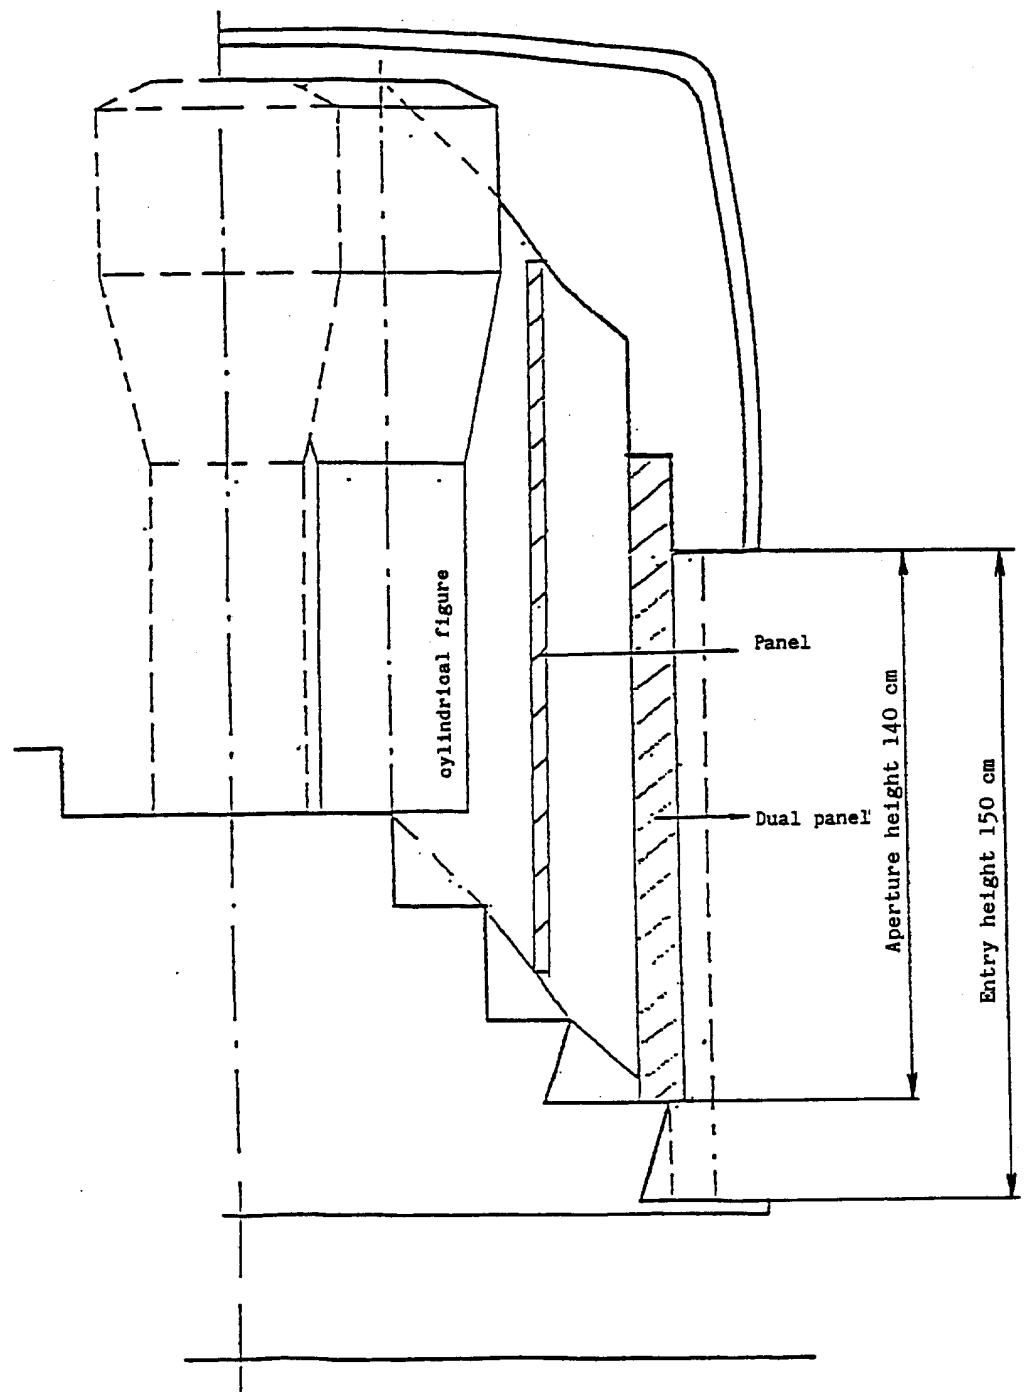 cylindrical figure
Panel
Dual panel
Aperture height 140 cm
Entry height 150 cm